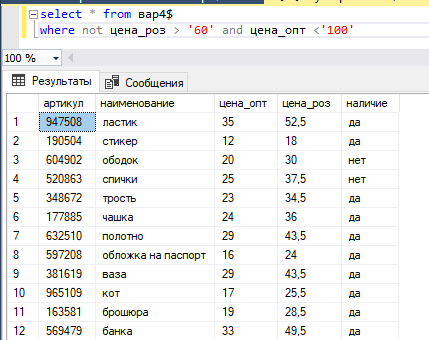 select * from вар4$
where not цена_роз > '60' and цена_опт <'100'
100 %
Результаты Сообщения
артикул наименование цена_опт цена_роз наличие
1 947508 ластик 35 52,5 да
2 190504 стикер 12 18 да
3 604902 ободок 20 30 нет
4 520863 спички 25 37,5 нет
5 348672 трость 23 34,5 да
6 177885 чашка 24 36 да
7 632510 полотно 29 43,5 да
8 597208 обложка на паспорт 16 24 да
9 381619 ваза 29 43,5 да
10 965109 кот 17 25,5 да
11 163581 брошюра 19 28,5 да
12 569479 банка 33 49,5 да